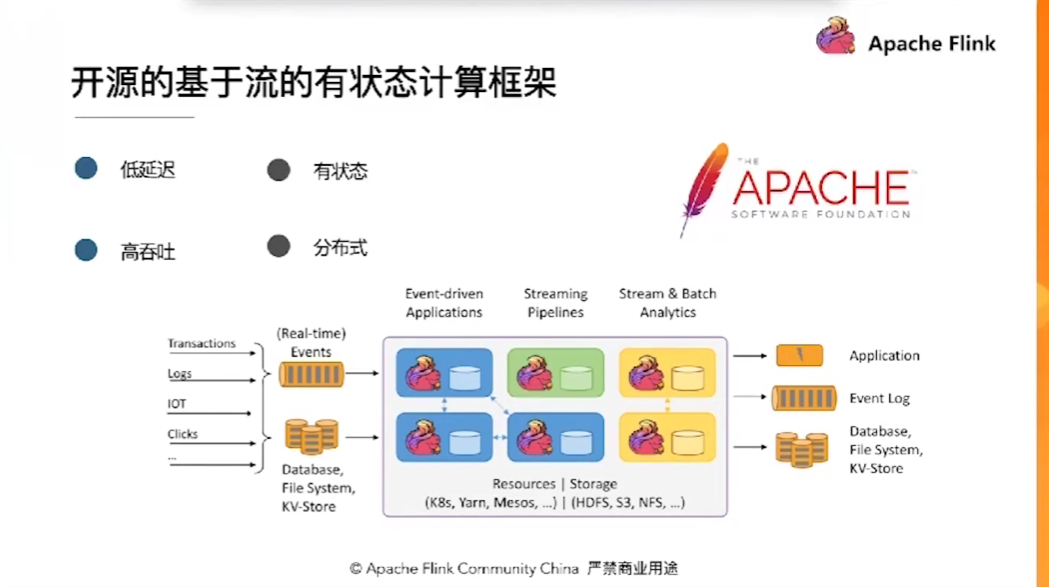 Apache Flink
开源的基于流的有状态计算框架
低延迟
有状态
高吞吐
分布式
THE
APACHE
SOFTWARE FOUNDATION
Event-driven
Applications
Streaming
Pipelines
Stream & Batch
Analytics
Transactions
Logs
IOT
Clicks
...
(Real-time)
Events
Database,
File System,
KV-Store
Resources | Storage
(K8s, Yarn, Mesos, ...) | (HDFS, S3, NFS, ...)
Application
Event Log
Database,
File System,
KV-Store
© Apache Flink Community China 严禁商业用途